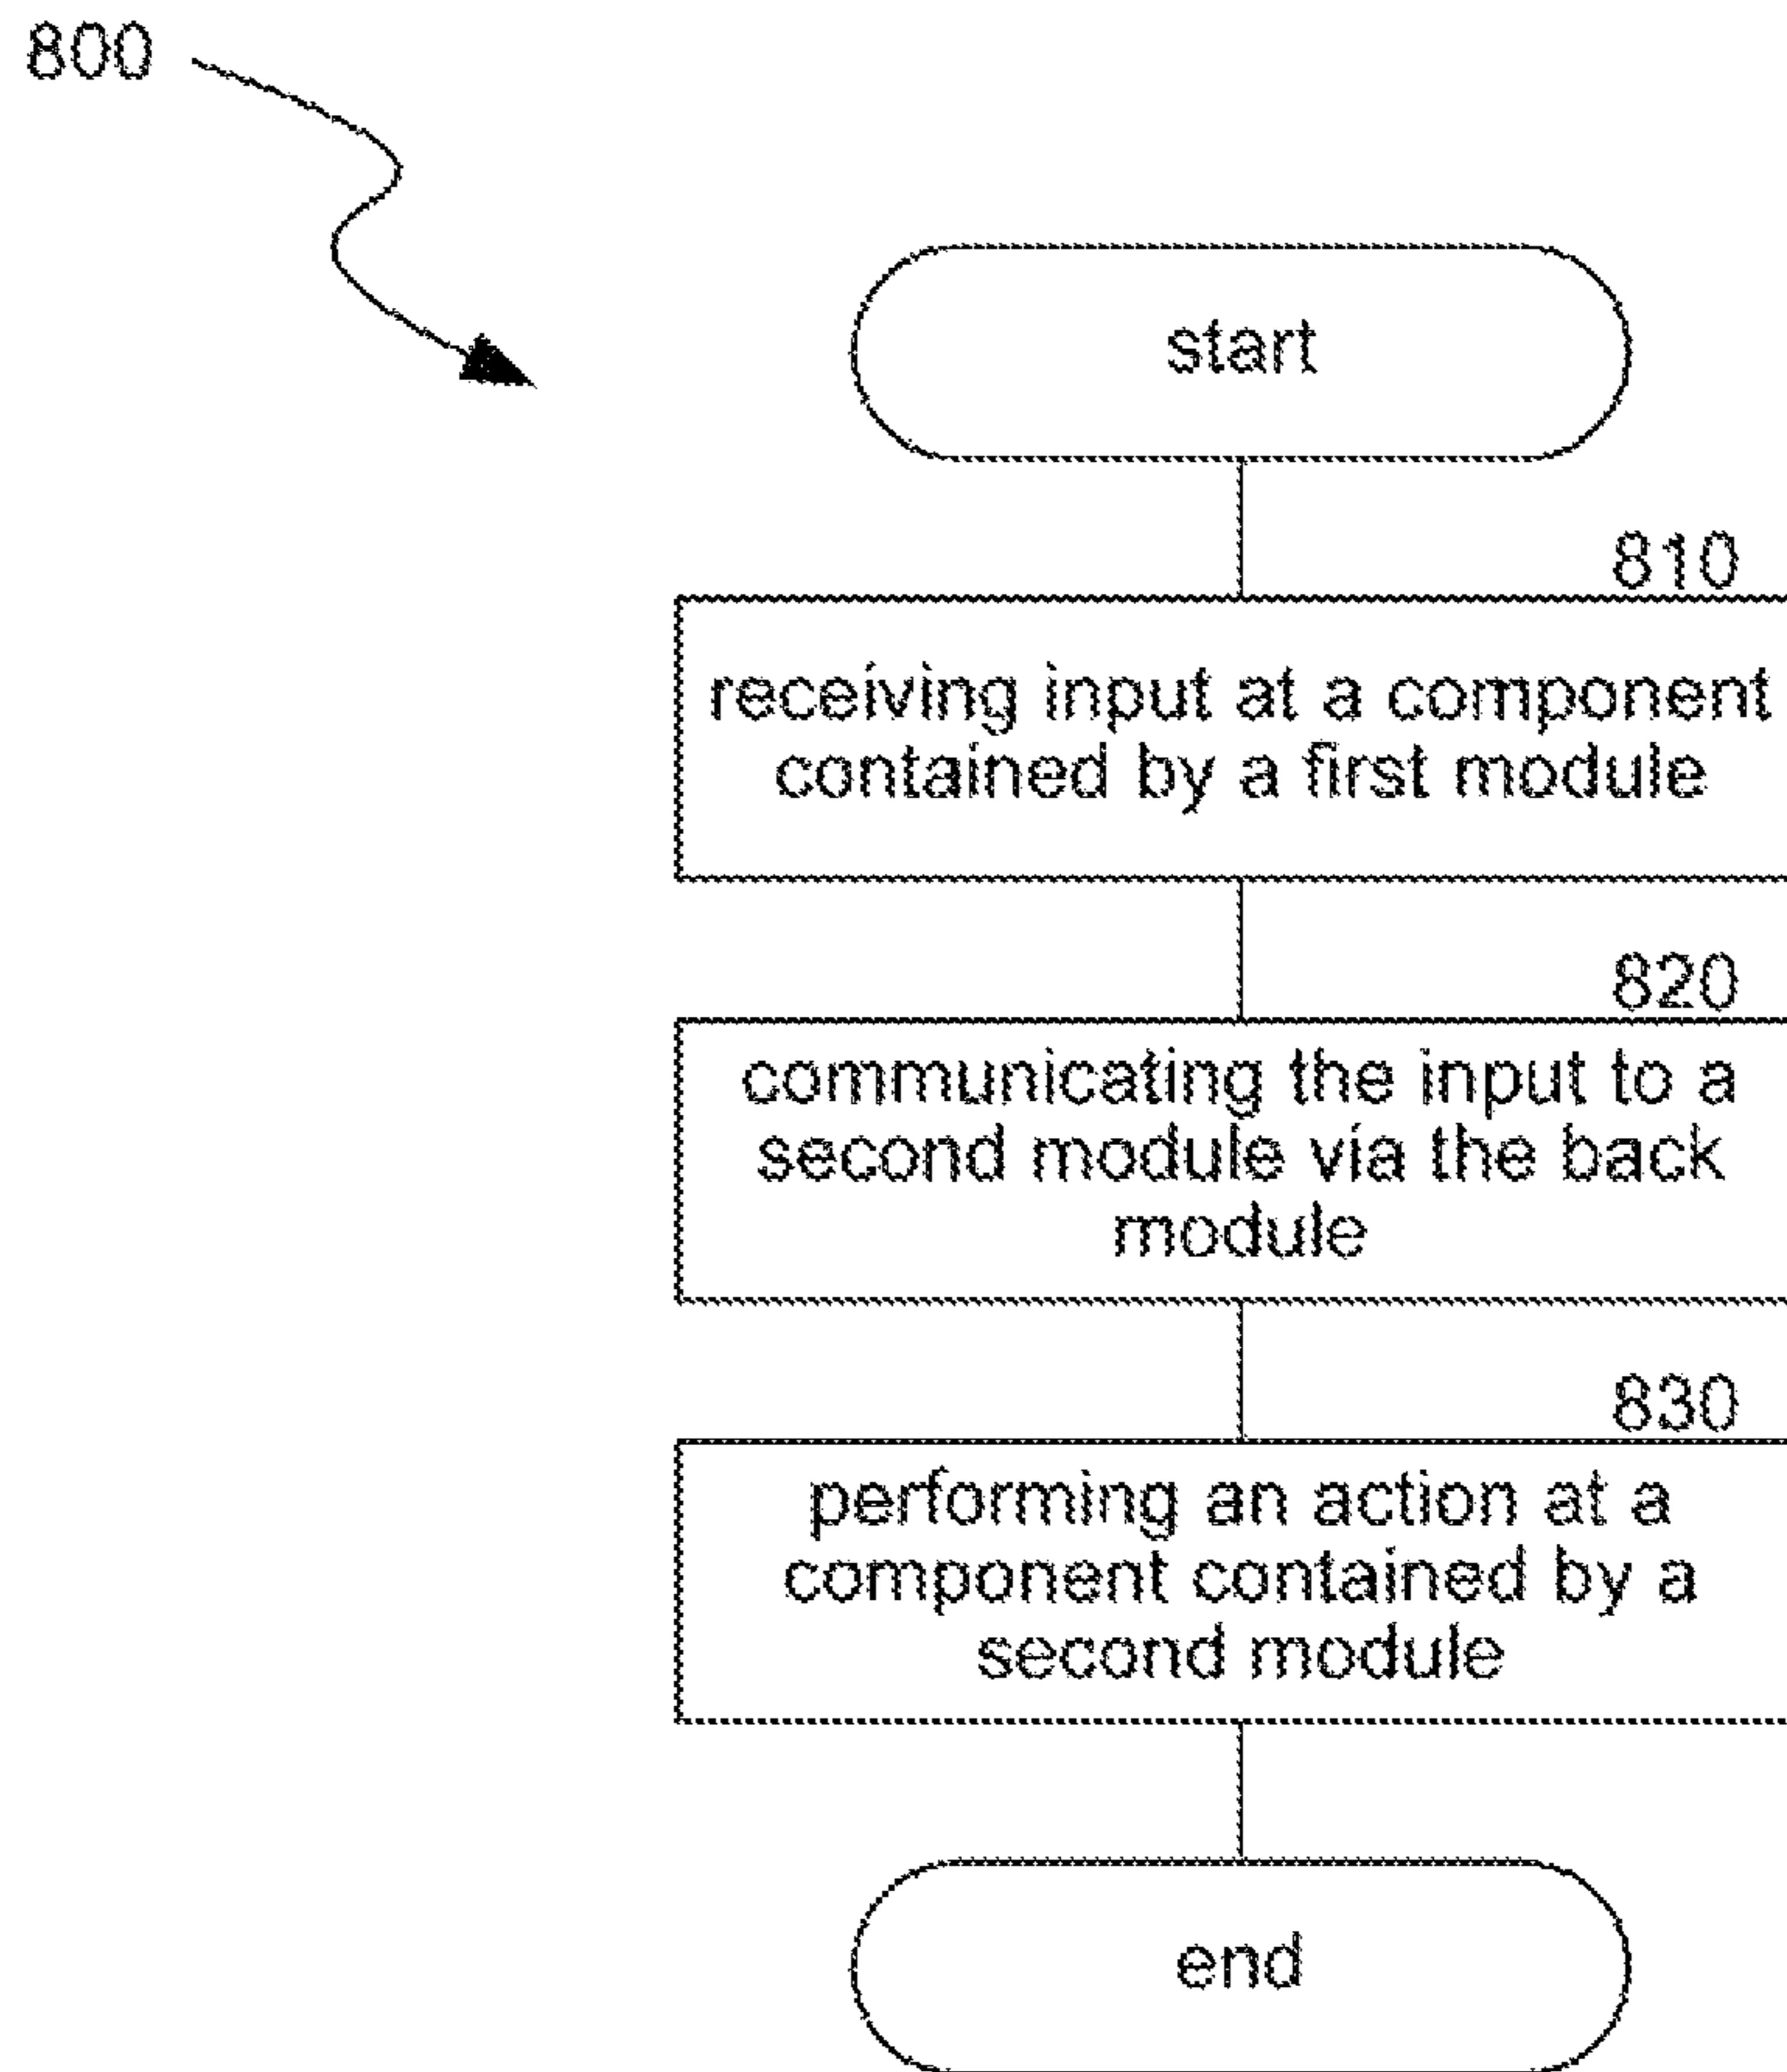 800
start
810
receiving input at a component
contained by a first module
820
communicating the input to a
second module via the back
module
830
performing an action at a
component contained by a
second module
end